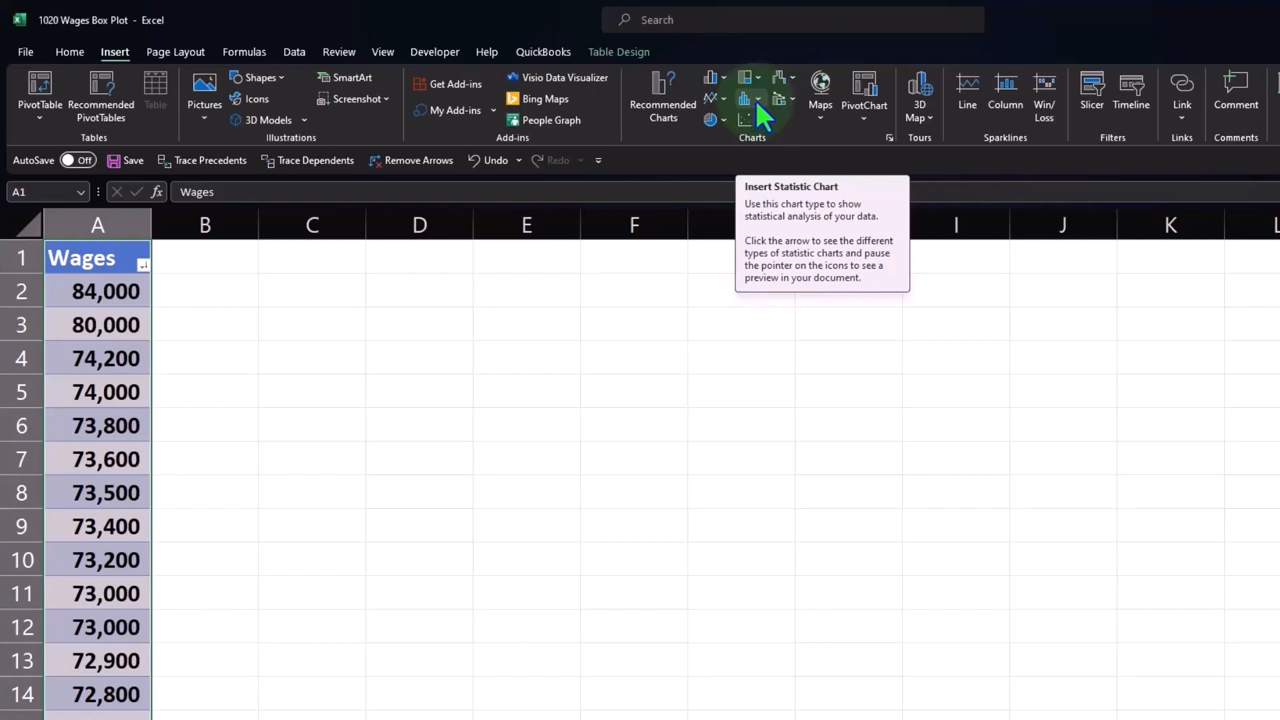 1020 Wages Box Plot - Excel
Search
File Home Insert Page Layout Formulas Data Review View Developer Help QuickBooks Table Design
PivotTable
Recommended
PivotTables
Table
Tables
Pictures
Shapes
Icons
3D Models
SmartArt
Screenshot
Illustrations
Get Add-ins
My Add-ins
Visio Data Visualizer
Bing Maps
People Graph
Add-ins
Recommended
Charts
Maps
PivotChart
Charts
3D
Map
Tours
Line
Column
Win/
Loss
Sparklines
Slicer
Timeline
Filters
Link
Links
Comment
Comments
AutoSave Off Save Trace Precedents Trace Dependents Remove Arrows Undo Redo
A1 fx Wages
Insert Statistic Chart
Use this chart type to show
statistical analysis of your data.
Click the arrow to see the different
types of statistic charts and pause
the pointer on the icons to see a
preview in your document.
A B C D E F I J K L
1 Wages
2 84,000
3 80,000
4 74,200
5 74,000
6 73,800
7 73,600
8 73,500
9 73,400
10 73,200
11 73,000
12 73,000
13 72,900
14 72,800